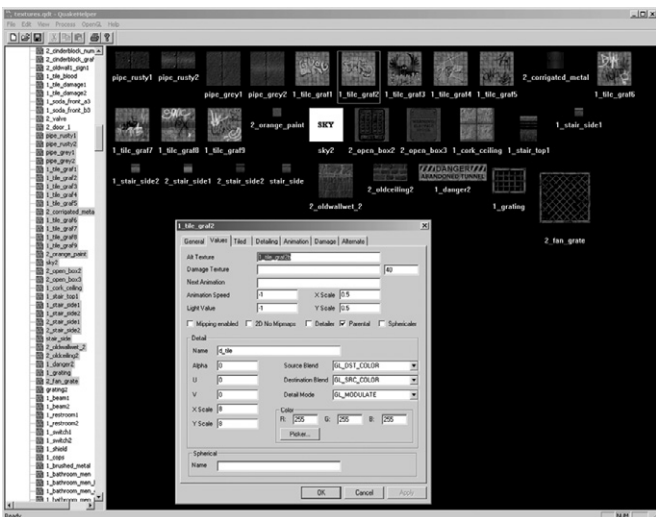 textures.qdt - QuakeHelper
File Edit View Process OpenGL Help
2_cinderblock_num
2_cinderblock_graf
2_oldwall1_sign1
1_tile_blood
1_tile_damage1
1_tile_damage2
1_soda_front_a3
1_soda_front_b3
2_valve
2_door_1
pipe_rusty1
pipe_rusty2
pipe_grey1
pipe_grey2
1_tile_graf1
1_tile_graf2
1_tile_graf3
1_tile_graf4
1_tile_graf5
2_corrigated_meta
1_tile_graf6
1_tile_graf7
1_tile_graf8
1_tile_graf9
2_orange_paint
sky2
2_open_box2
2_open_box3
1_cork_ceiling
1_stair_top1
1_stair_side1
1_stair_side2
2_stair_side1
2_stair_side2
stair_side
2_oldwallwet_2
2_oldceiling2
1_danger2
1_grating
2_fan_grate
grating2
1_beam1
1_beam2
1_restroom1
1_restroom2
1_switch1
1_switch2
1_shield
1_cops
1_brushed_metal
1_bathroom_men
pipe_rusty1 pipe_rusty2 pipe_grey1 pipe_grey2 1_tile_graf1 1_tile_graf2 1_tile_graf3 1_tile_graf4 1_tile_graf5 2_corrigated_metal 1_tile_graf6
SKY
1_tile_graf7 1_tile_graf8 1_tile_graf9 2_orange_paint sky2 2_open_box2 2_open_box3 1_cork_ceiling 1_stair_top1 1_stair_side1
DANGER
ABANDONED TUNNEL
1_stair_side2 2_stair_side1 2_stair_side2 stair_side 2_oldwallwet_2 2_oldceiling2 1_danger2 1_grating 2_fan_grate
1_tile_graf2
General Values Tiled Detailing Animation Damage Alternate
Alt Texture 1_tile_graf2b
Damage Texture 40
Next Animation
Animation Speed -1 X Scale 0.5
Light Value -1 Y Scale 0.5
Mipping enabled 2D No Mipmaps Detailer Parental Sphericaler
Detail
Name d_tile
Alpha 0 Source Blend GL_DST_COLOR
U 0 Destination Blend GL_SRC_COLOR
V 0 Detail Mode GL_MODULATE
X Scale 8 Color
R: 255 G: 255 B: 255
Y Scale 8
Picker...
Spherical
Name
OK Cancel Apply
Ready NUM